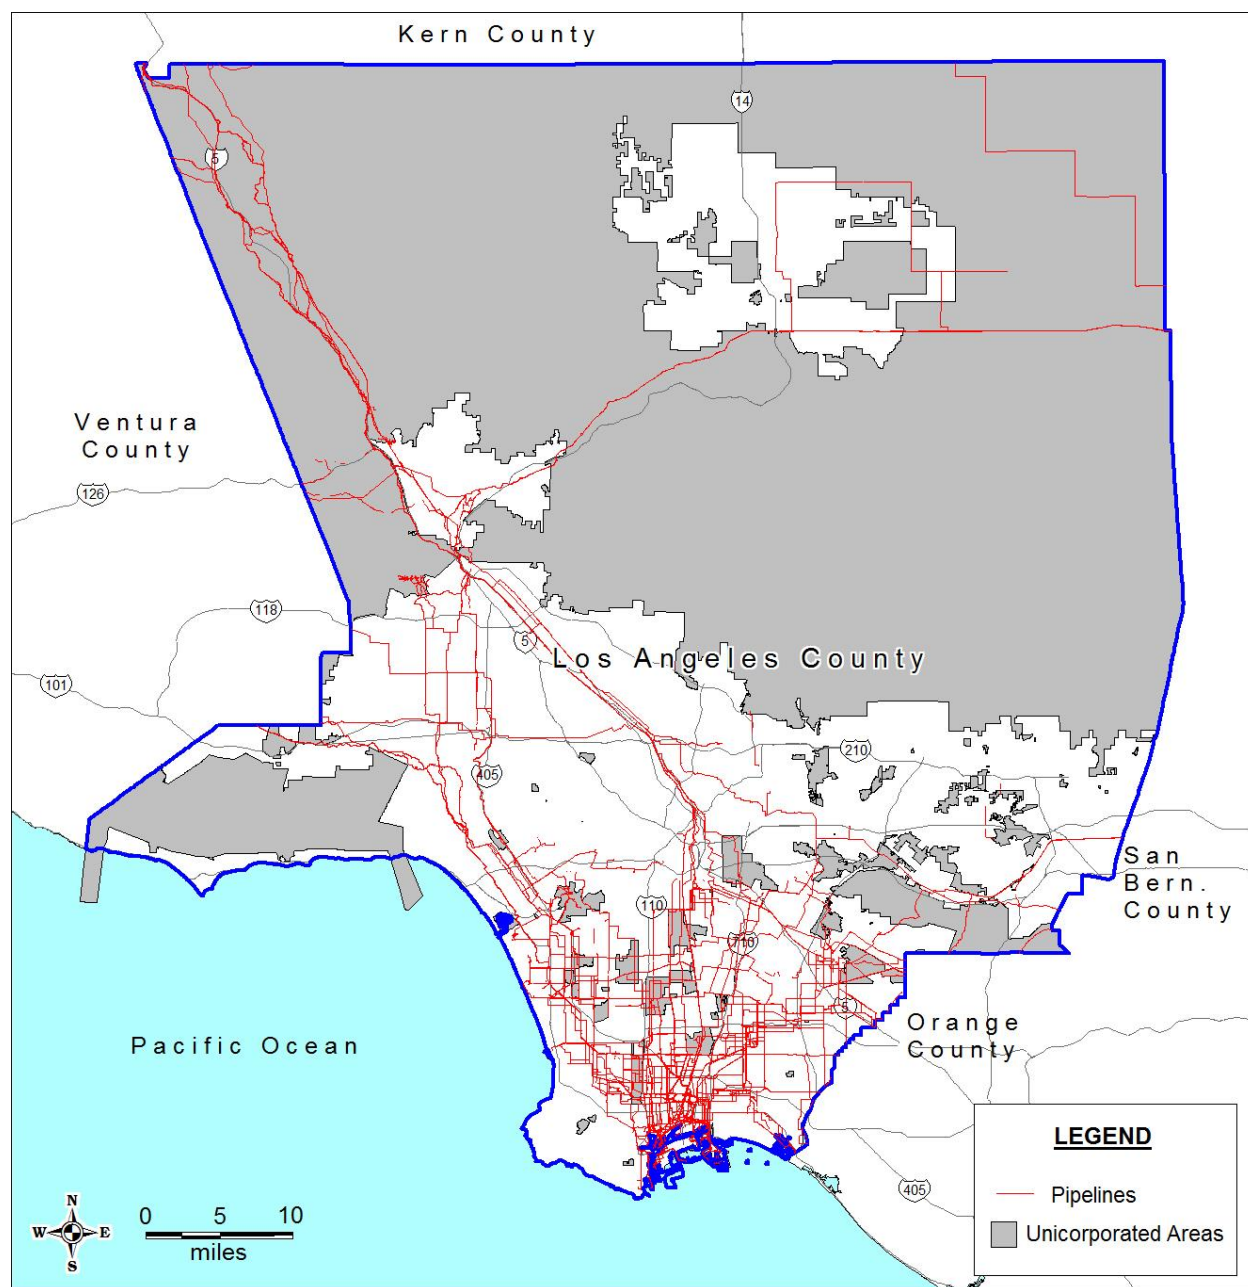 Kern County
14
5
Ventura
County
126
118
5
Los Angeles County
101
210
405
San
Bern.
County
110
710
5
Orange
County
Pacific Ocean
LEGEND
Pipelines
Unicorporated Areas
405
N
W E
S
0 5 10
miles